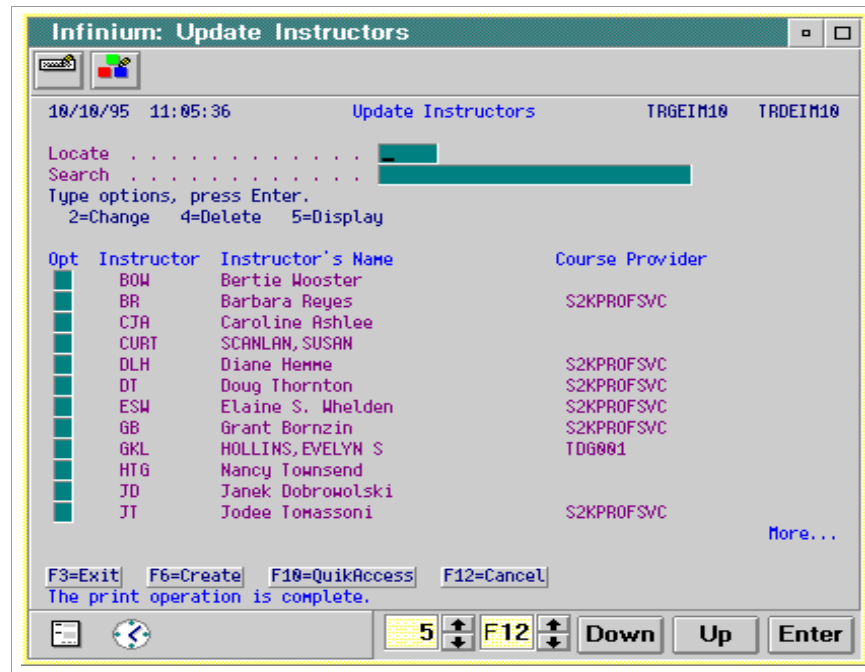 Infinium: Update Instructors
10/10/95 11:05:36 Update Instructors TRGEIM10 TRDEIM10
Locate . . . . . . . . . . . .
Search . . . . . . . . . . . .
Type options, press Enter.
2=Change 4=Delete 5=Display
Opt Instructor Instructor's Name Course Provider
BOW Bertie Wooster
BR Barbara Reyes S2KPROFSVC
CJA Caroline Ashlee
CURT SCANLAN,SUSAN
DLH Diane Hemme S2KPROFSVC
DT Doug Thornton S2KPROFSVC
ESW Elaine S. Whelden S2KPROFSVC
GB Grant Bornzin S2KPROFSVC
GKL HOLLINS,EVELYN S TDG001
HTG Nancy Townsend
JD Janek Dobrowolski
JT Jodee Tomassoni S2KPROFSVC
More...
F3=Exit F6=Create F10=QuikAccess F12=Cancel
The print operation is complete.
5 F12 Down Up Enter